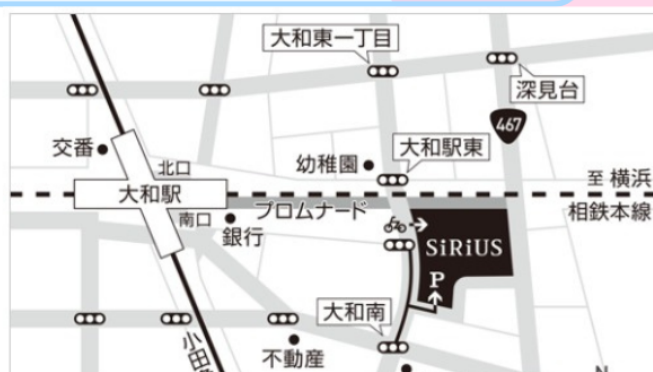 大和東一丁目
深見台
467
交番
北口
幼稚園
大和駅東
大和駅
至 横浜
相鉄本線
南口
プロムナード
銀行
SiRiUS
P
大和南
不動産
小田
N